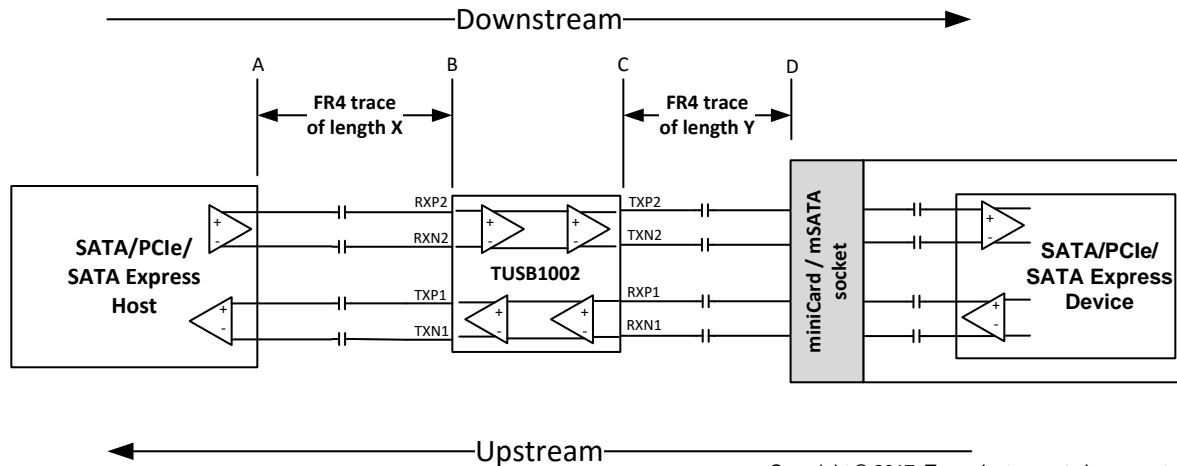 Downstream
A
B
C
D
FR4 trace
of length X
FR4 trace
of length Y
RXP2
RXN2
TXP2
TXN2
SATA/PCIe/
SATA Express
Host
TUSB1002
TXP1
TXN1
RXP1
RXN1
miniCard / mSATA
socket
SATA/PCIe/
SATA Express
Device
+
-
+
-
+
-
+
-
+
-
+
-
+
-
+
-
Upstream